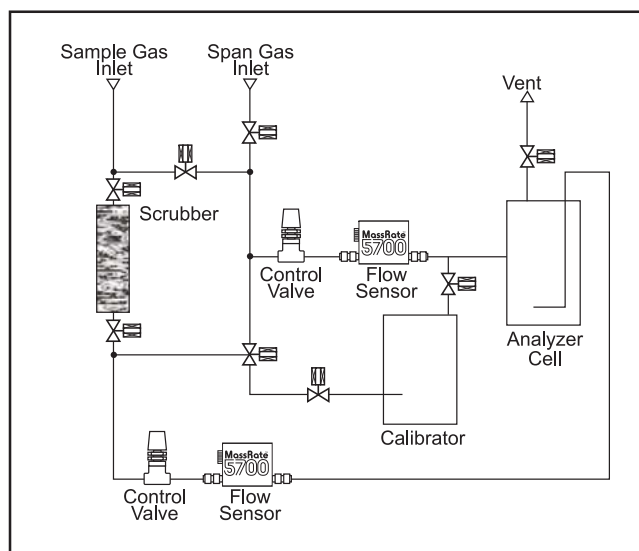 Sample Gas
Inlet
Span Gas
Inlet
Vent
Scrubber
MassRate
5700
Control
Valve
Flow
Sensor
Analyzer
Cell
Calibrator
MassRate
5700
Control
Valve
Flow
Sensor